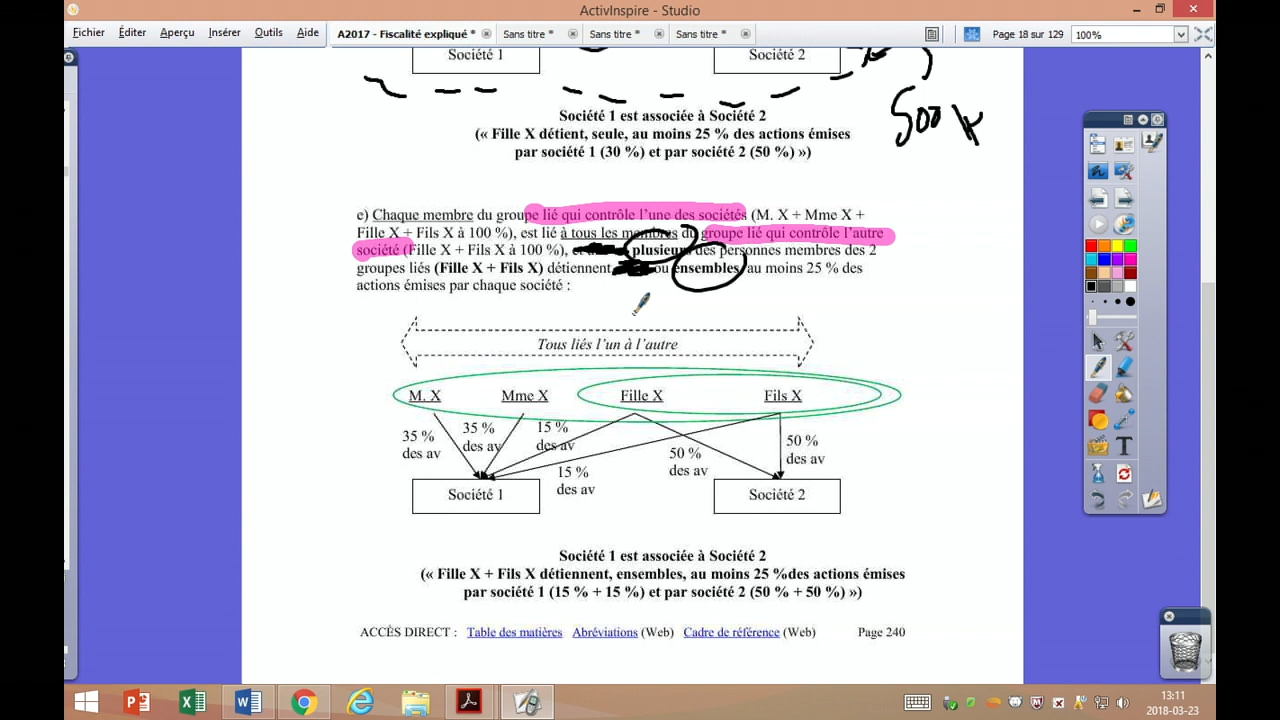 ActivInspire - Studio
Fichier Éditer Aperçu Insérer Outils Aide A2017 - Fiscalité expliqué * Sans titre * Sans titre * Sans titre * Page 18 sur 129 100%
Société 1 Société 2
500 k
Société 1 est associée à Société 2
(« Fille X détient, seule, au moins 25 % des actions émises
par société 1 (30 %) et par société 2 (50 %) »)
e) Chaque membre du groupe lié qui contrôle l'une des sociétés (M. X + Mme X +
Fille X + Fils X à 100 %), est lié à tous les membres du groupe lié qui contrôle l'autre
société (Fille X + Fils X à 100 %), plusieurs des personnes membres des 2
groupes liés (Fille X + Fils X) détiennent, ou ensembles, au moins 25 % des
actions émises par chaque société :
Tous liés l'un à l'autre
M. X Mme X Fille X Fils X
35 % des av
35 % des av
15 % des av
15 % des av
50 % des av
50 % des av
Société 1 Société 2
Société 1 est associée à Société 2
(« Fille X + Fils X détiennent, ensembles, au moins 25 %des actions émises
par société 1 (15 % + 15 %) et par société 2 (50 % + 50 %) »)
ACCÈS DIRECT : Table des matières Abréviations (Web) Cadre de référence (Web) Page 240
13:11
2018-03-23